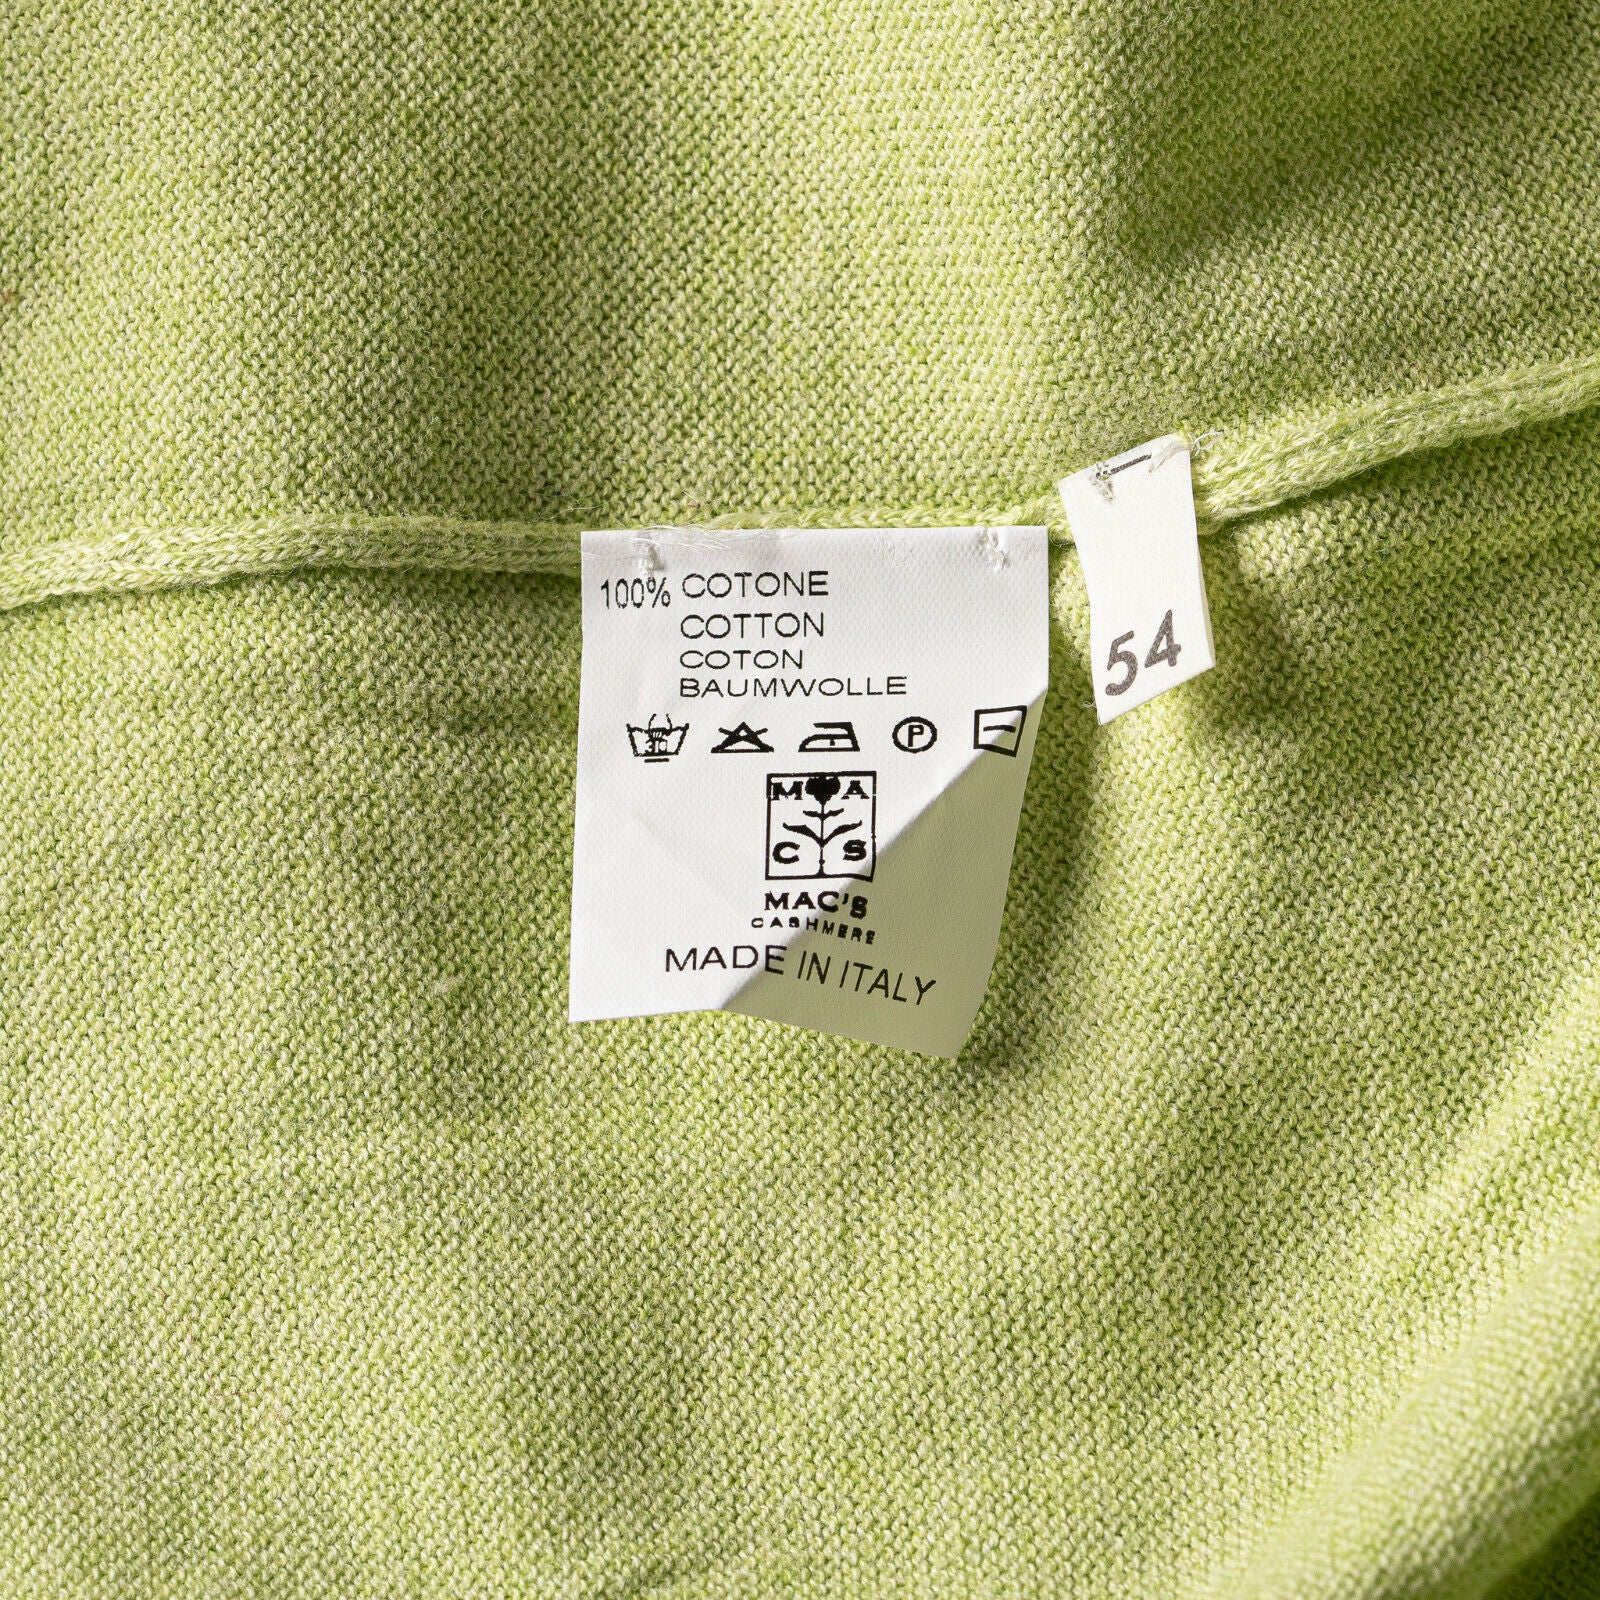 100% COTONE
COTTON
COTON
BAUMWOLLE
30
P
M A
C S
MAC'S
CASHMERE
MADE IN ITALY
54